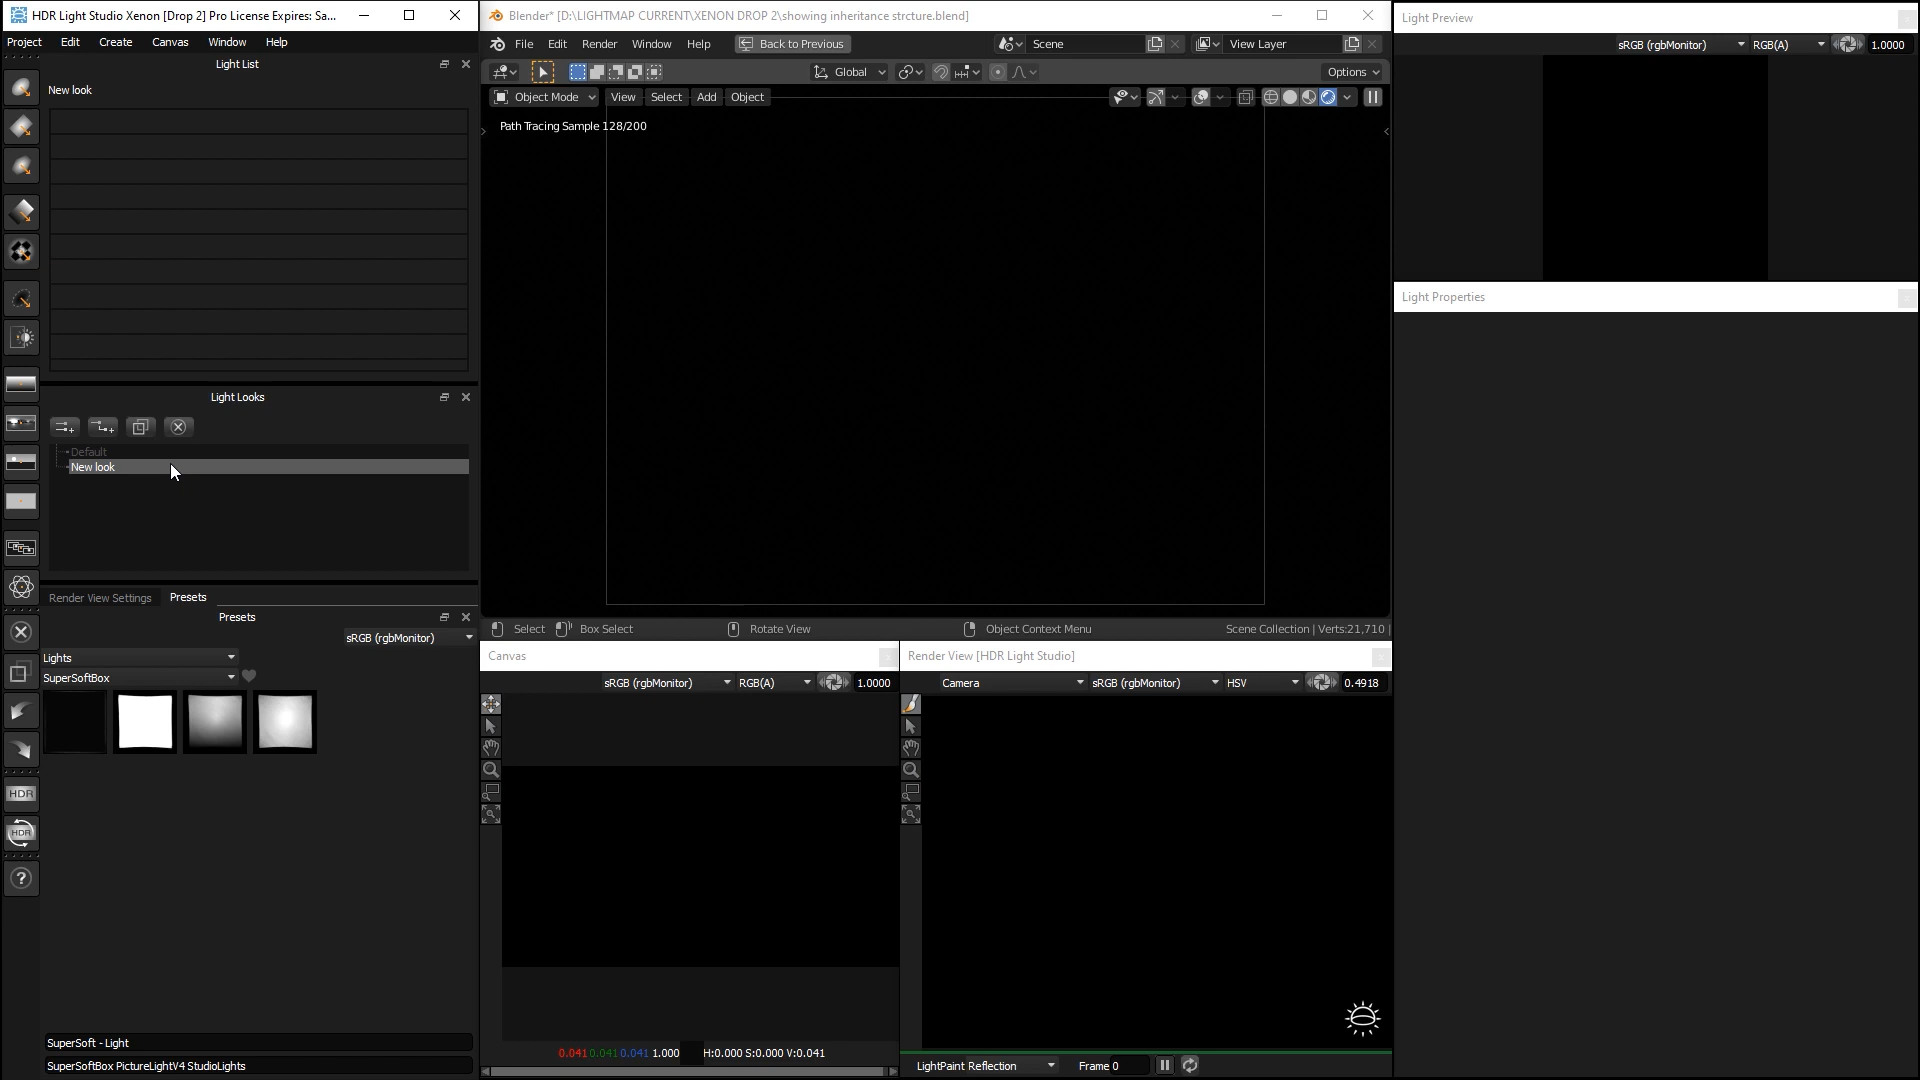 HDR Light Studio Xenon [Drop 2] Pro License Expires: Sa...
Project Edit Create Canvas Window Help
Light List
New look
Light Looks
Default
New look
Render View Settings Presets
Presets
sRGB (rgbMonitor)
Lights
SuperSoftBox
HDR
HDR
?
SuperSoft - Light
SuperSoftBox PictureLightV4 StudioLights
Blender* [D:\LIGHTMAP CURRENT\XENON DROP 2\showing inheritance strcture.blend]
File Edit Render Window Help Back to Previous Scene View Layer
Global Options
Object Mode View Select Add Object
Path Tracing Sample 128/200
Select Box Select Rotate View Object Context Menu Scene Collection | Verts:21,710 |
Canvas
sRGB (rgbMonitor) RGB(A) 1.0000
0.041 0.041 0.041 1.000 H:0.000 S:0.000 V:0.041
Render View [HDR Light Studio]
Camera sRGB (rgbMonitor) HSV 0.4918
LightPaint Reflection Frame 0
Light Preview
sRGB (rgbMonitor) RGB(A) 1.0000
Light Properties